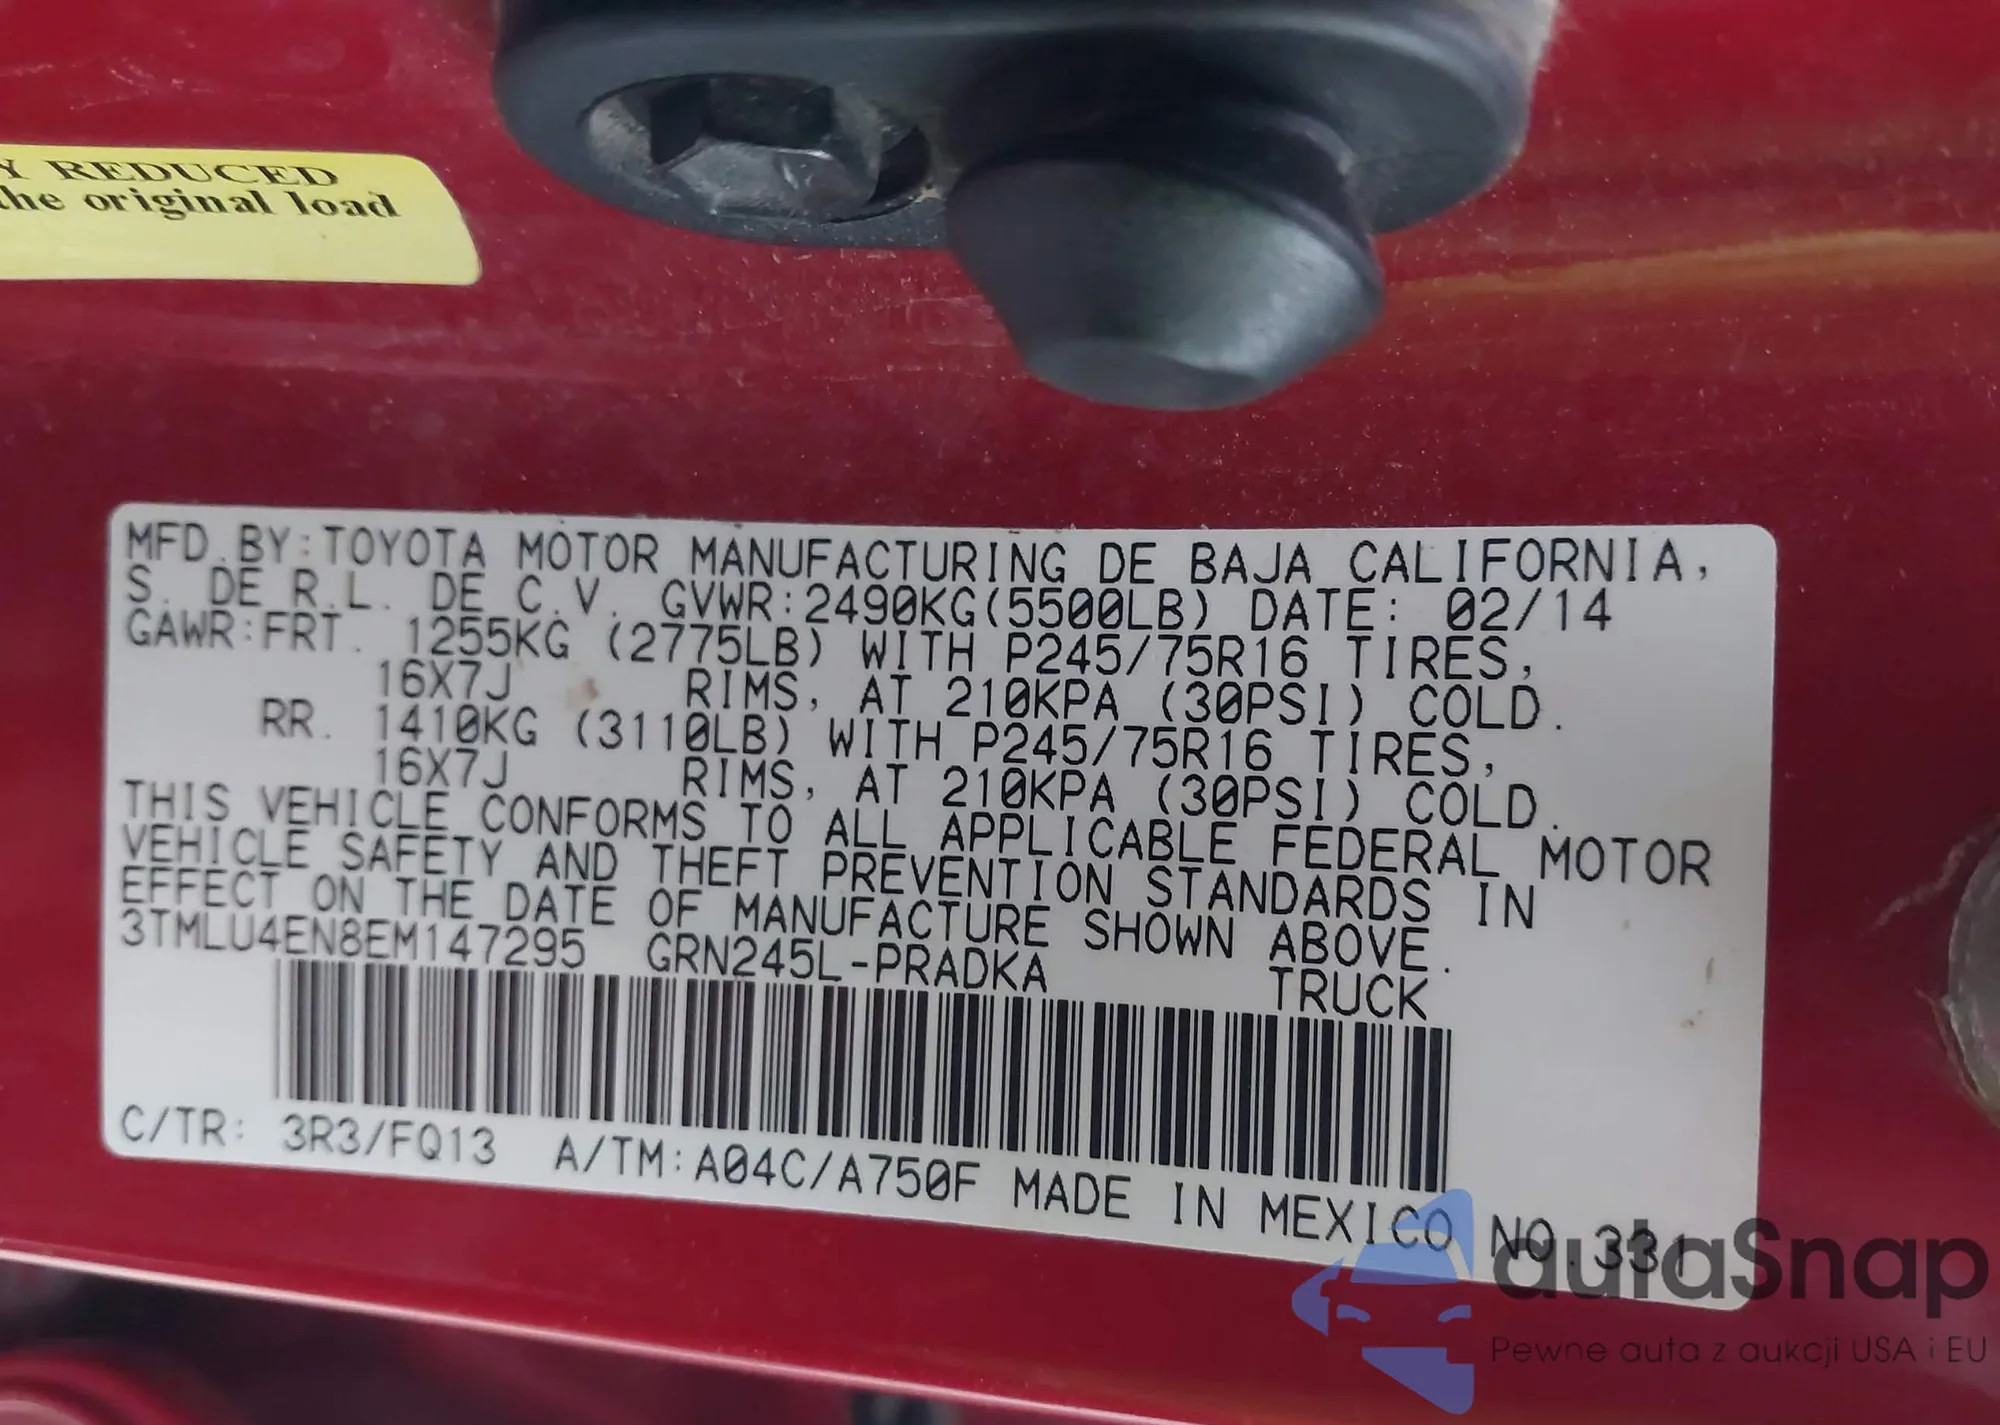 Y REDUCED
the original load
MFD.BY:TOYOTA MOTOR MANUFACTURING DE BAJA CALIFORNIA,
S. DE R.L. DE C.V. GVWR:2490KG(5500LB) DATE: 02/14
GAWR:FRT. 1255KG (2775LB) WITH P245/75R16 TIRES,
16X7J RIMS, AT 210KPA (30PSI) COLD.
RR. 1410KG (3110LB) WITH P245/75R16 TIRES,
16X7J RIMS, AT 210KPA (30PSI) COLD.
THIS VEHICLE CONFORMS TO ALL APPLICABLE FEDERAL MOTOR
VEHICLE SAFETY AND THEFT PREVENTION STANDARDS IN
EFFECT ON THE DATE OF MANUFACTURE SHOWN ABOVE.
3TMLU4EN8EM147295 GRN245L-PRADKA TRUCK
C/TR: 3R3/FQ13 A/TM:A04C/A750F MADE IN MEXICO NO.331
autaSnap
Pewne auta z aukcji USA i EU